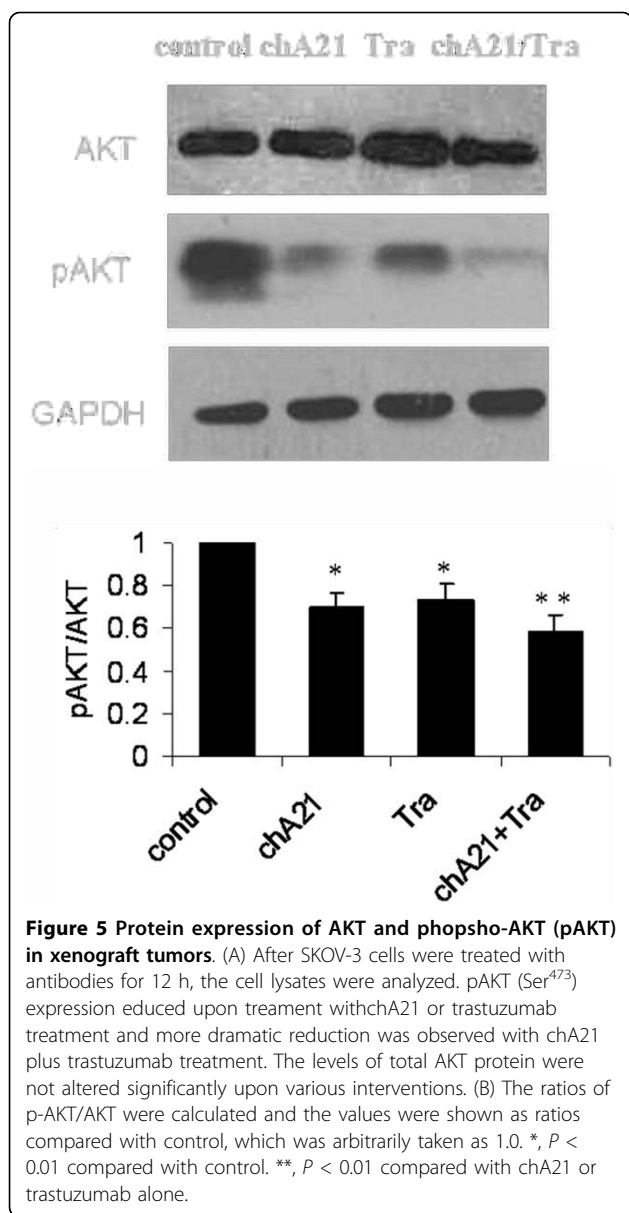 control chA21 Tra chA21/Tra
AKT
pAKT
GAPDH
pAKT/AKT
1
0.8
0.6
0.4
0.2
0
*
*
**
control
chA21
Tra
chA21+Tra
Figure 5 Protein expression of AKT and phopsho-AKT (pAKT)
in xenograft tumors. (A) After SKOV-3 cells were treated with
antibodies for 12 h, the cell lysates were analyzed. pAKT (Ser473)
expression educed upon treament withchA21 or trastuzumab
treatment and more dramatic reduction was observed with chA21
plus trastuzumab treatment. The levels of total AKT protein were
not altered significantly upon various interventions. (B) The ratios of
p-AKT/AKT were calculated and the values were shown as ratios
compared with control, which was arbitrarily taken as 1.0. *, P <
0.01 compared with control. **, P < 0.01 compared with chA21 or
trastuzumab alone.